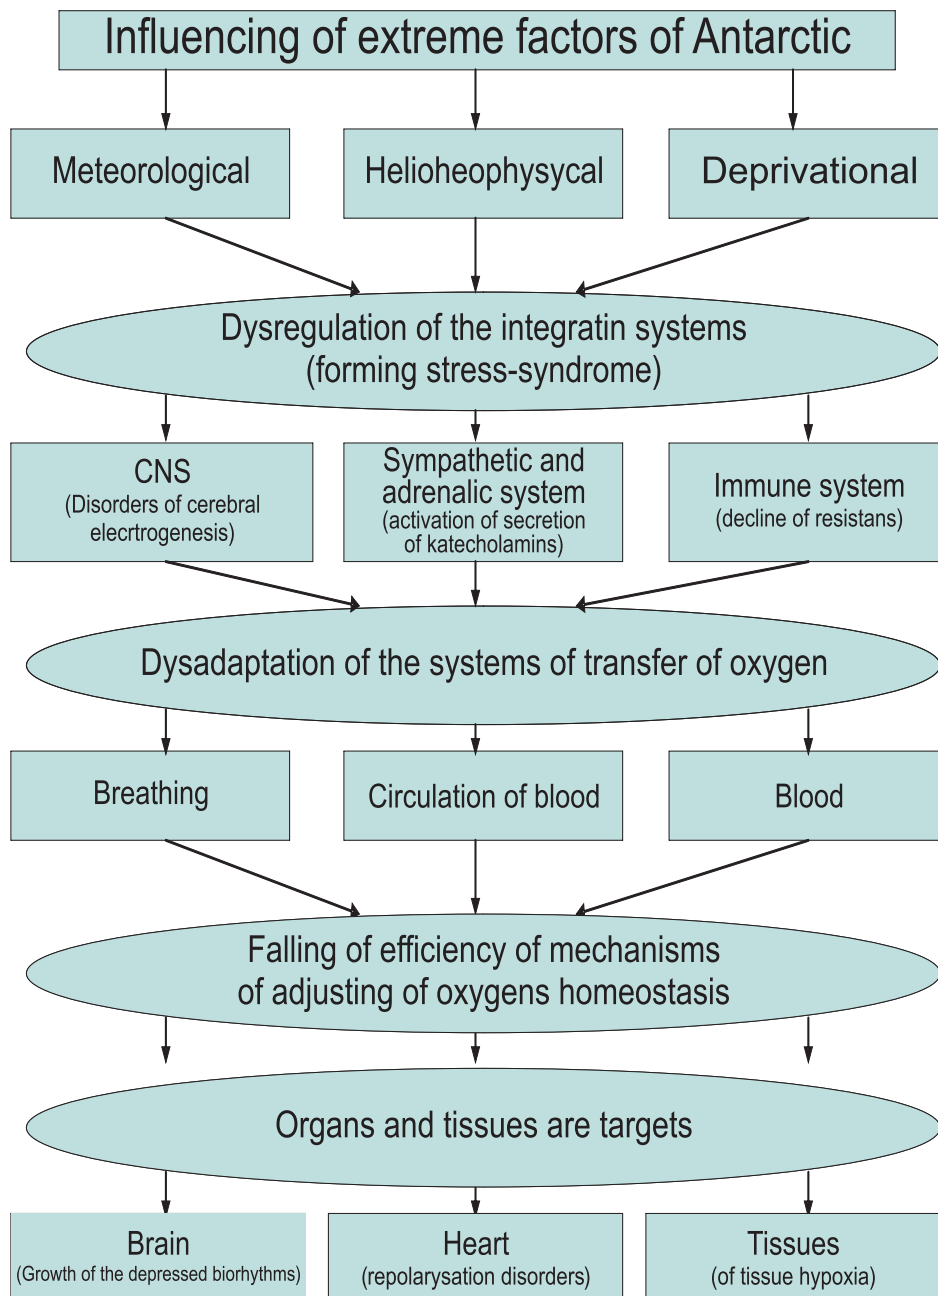 Influencing of extreme factors of Antarctic
Meteorological
Helioheophysycal
Deprivational
Dysregulation of the integratin systems
(forming stress-syndrome)
CNS
(Disorders of cerebral
elecrtrogenesis)
Sympathetic and
adrenalic system
(activation of secretion
of katecholamins)
Immune system
(decline of resistans)
Dysadaptation of the systems of transfer of oxygen
Breathing
Circulation of blood
Blood
Falling of efficiency of mechanisms
of adjusting of oxygens homeostasis
Organs and tissues are targets
Brain
(Growth of the depressed biorhythms)
Heart
(repolarysation disorders)
Tissues
(of tissue hypoxia)